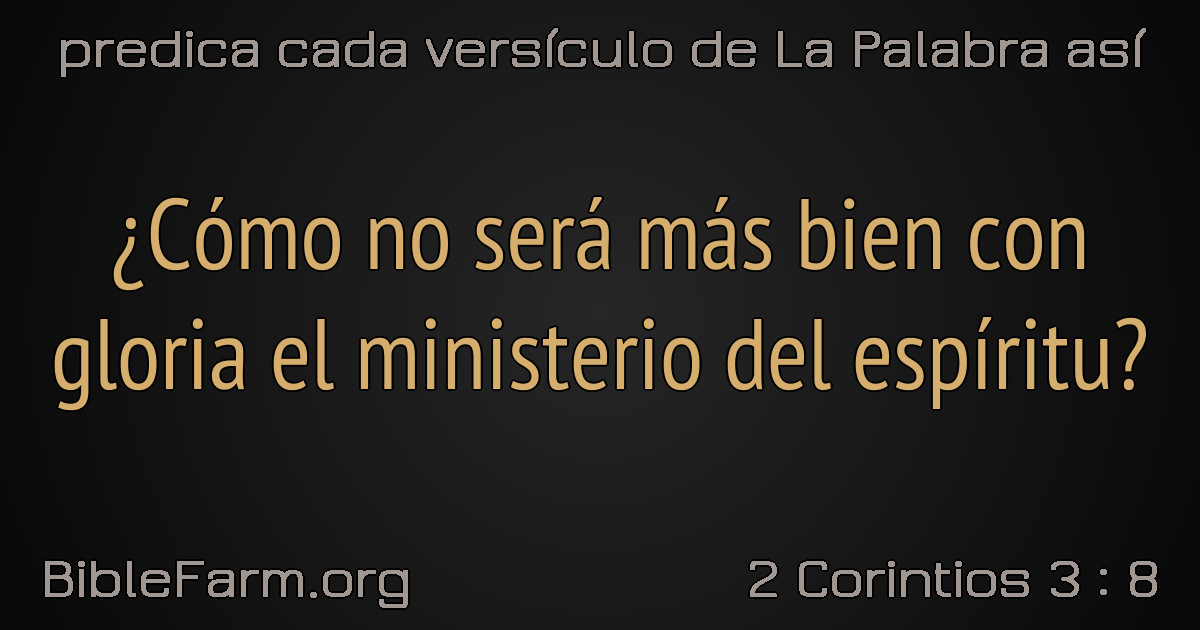 predica cada versículo de La Palabra así
¿Cómo no será más bien con
gloria el ministerio del espíritu?
BibleFarm.org
2 Corintios 3 : 8